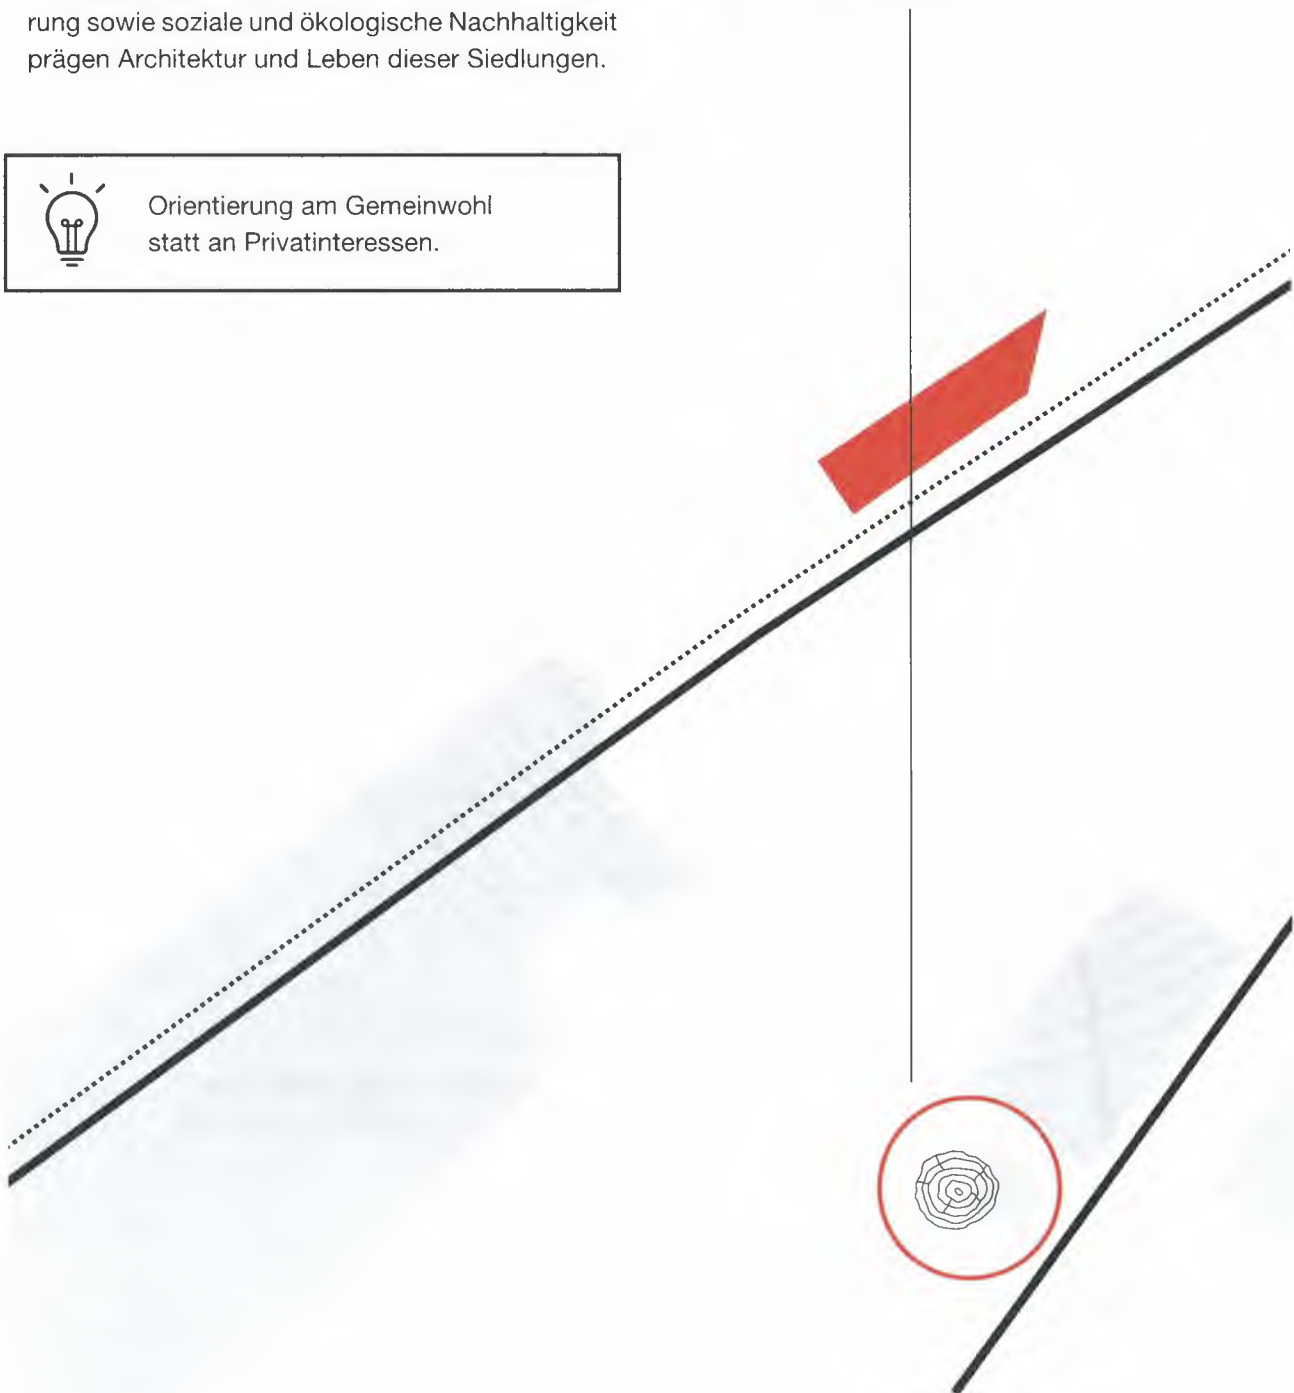 rung sowie soziale und ökologische Nachhaltigkeit
prägen Architektur und Leben dieser Siedlungen.
Orientierung am Gemeinwohl
statt an Privatinteressen.